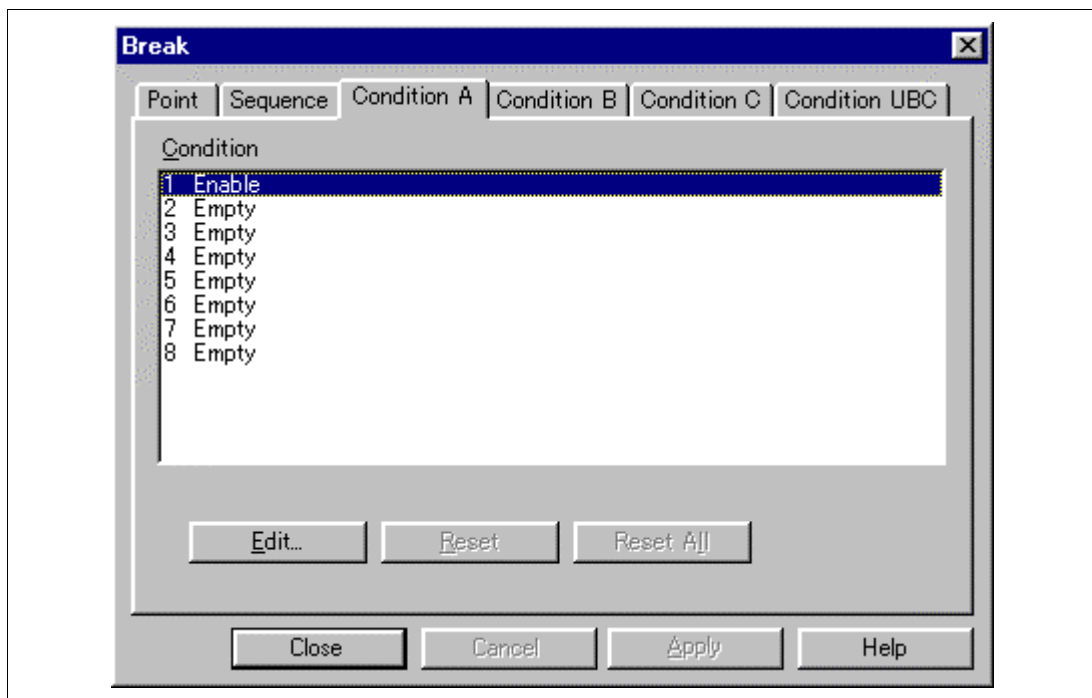 Break
Point Sequence Condition A Condition B Condition C Condition UBC
Condition
1 Enable
2 Empty
3 Empty
4 Empty
5 Empty
6 Empty
7 Empty
8 Empty
Edit... Reset Reset All
Close Cancel Apply Help